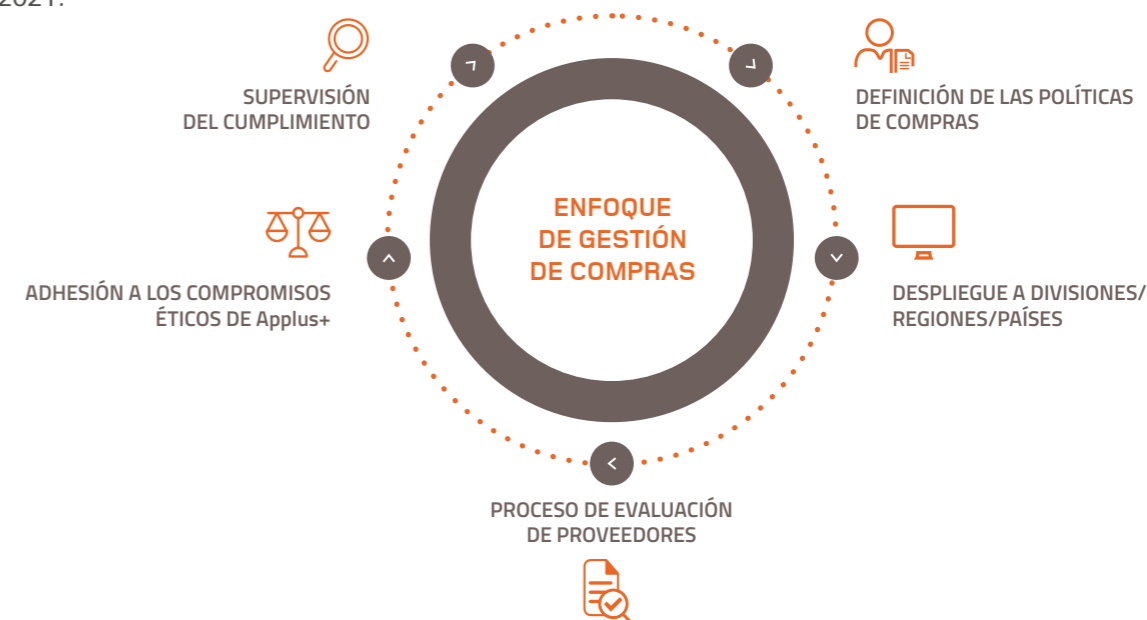 2021.
SUPERVISIÓN
DEL CUMPLIMIENTO
DEFINICIÓN DE LAS POLÍTICAS
DE COMPRAS
ENFOQUE
DE GESTIÓN
DE COMPRAS
ADHESIÓN A LOS COMPROMISOS
ÉTICOS DE Applus+
DESPLIEGUE A DIVISIONES/
REGIONES/PAÍSES
PROCESO DE EVALUACIÓN
DE PROVEEDORES